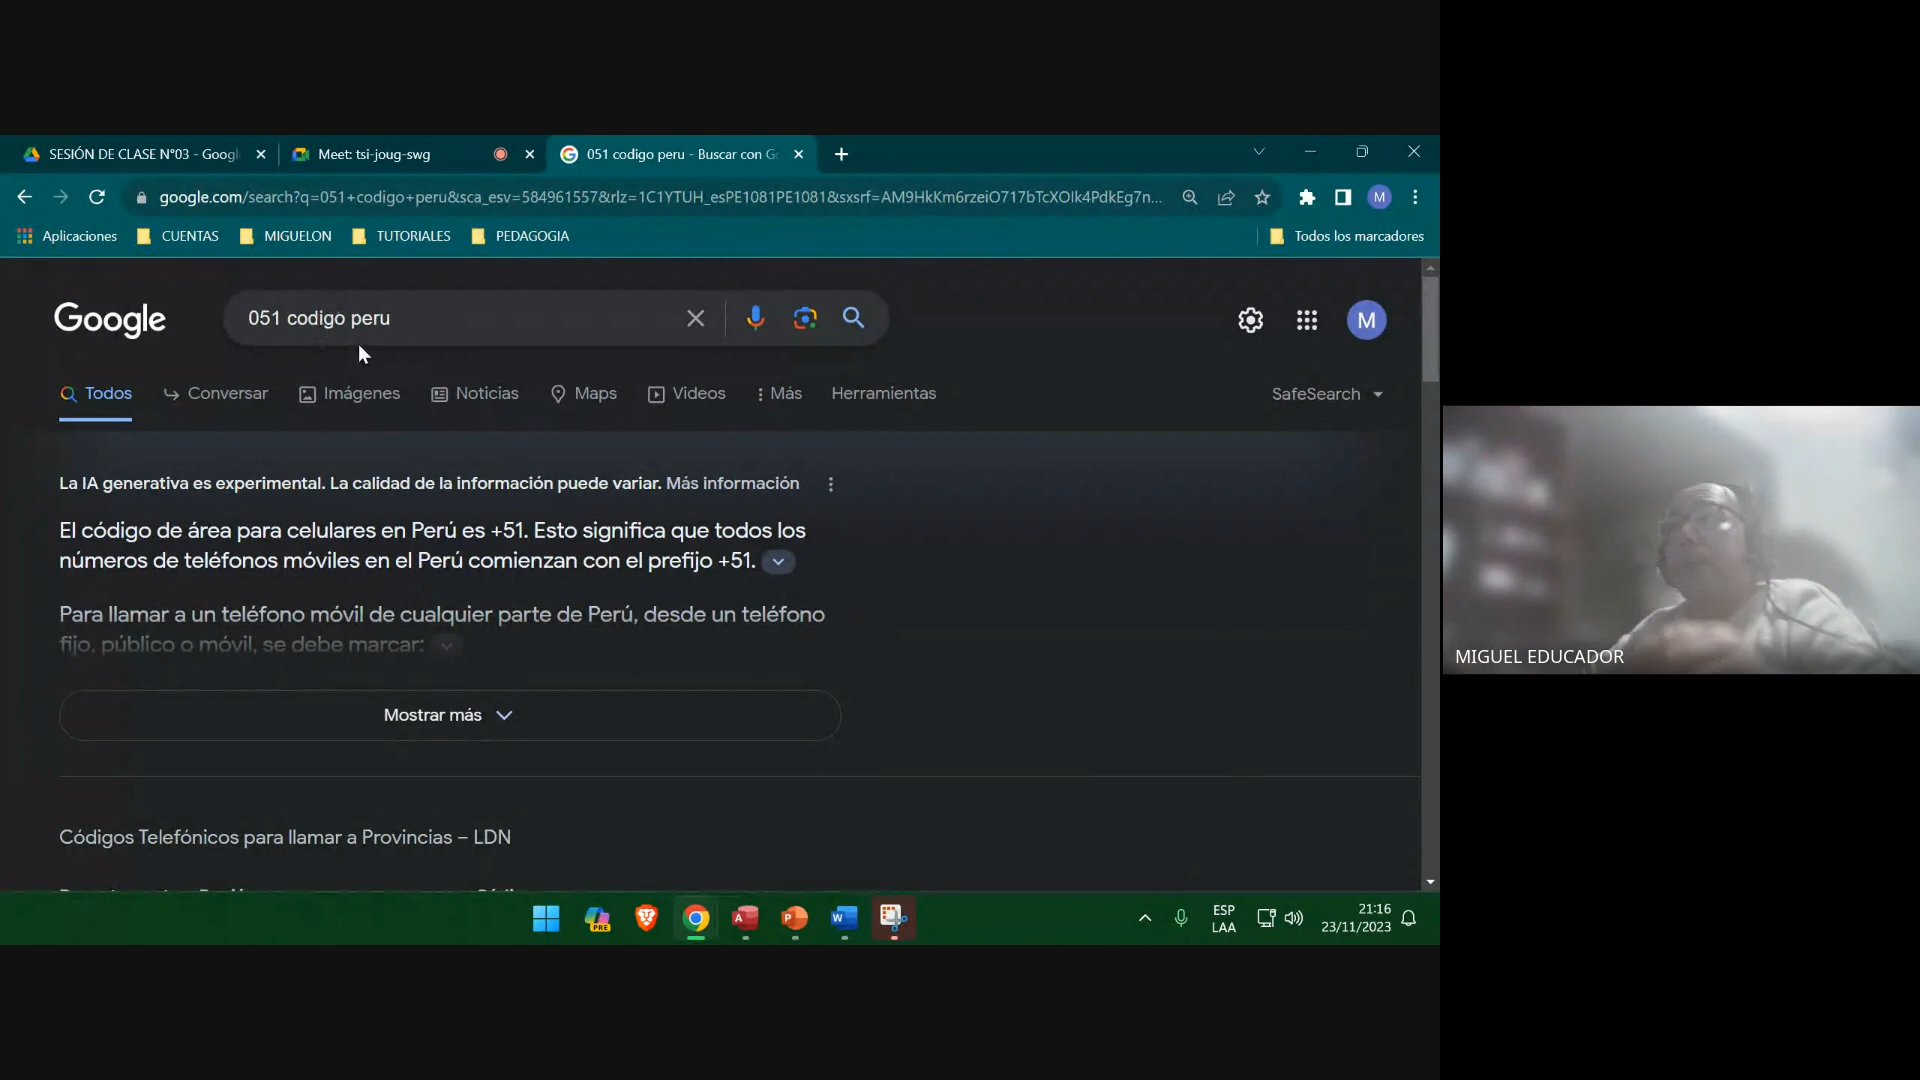 SESIÓN DE CLASE N°03 - Googl
Meet: tsi-joug-swg
051 codigo peru - Buscar con Go
google.com/search?q=051+codigo+peru&sca_esv=584961557&rlz=1C1YTUH_esPE1081PE1081&sxsrf=AM9HkKm6rzeiO717bTcXOIk4PdkEg7n...
M
Aplicaciones
CUENTAS
MIGUELON
TUTORIALES
PEDAGOGIA
Todos los marcadores
Google
051 codigo peru
M
Todos
Conversar
Imágenes
Noticias
Maps
Videos
Más
Herramientas
SafeSearch
La IA generativa es experimental. La calidad de la información puede variar. Más información
El código de área para celulares en Perú es +51. Esto significa que todos los
números de teléfonos móviles en el Perú comienzan con el prefijo +51.
Para llamar a un teléfono móvil de cualquier parte de Perú, desde un teléfono
fijo, público o móvil, se debe marcar:
Mostrar más
Códigos Telefónicos para llamar a Provincias – LDN
MIGUEL EDUCADOR
PRE
A
P
W
ESP
LAA
21:16
23/11/2023